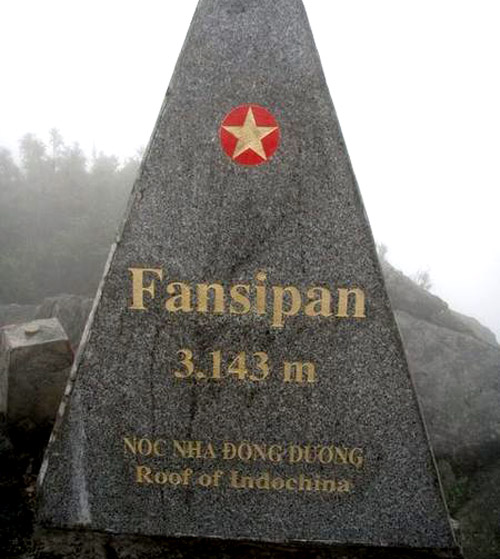 Fansipan
3.143 m
NÓC NHÀ ĐÔNG DƯƠNG
Roof of Indochina